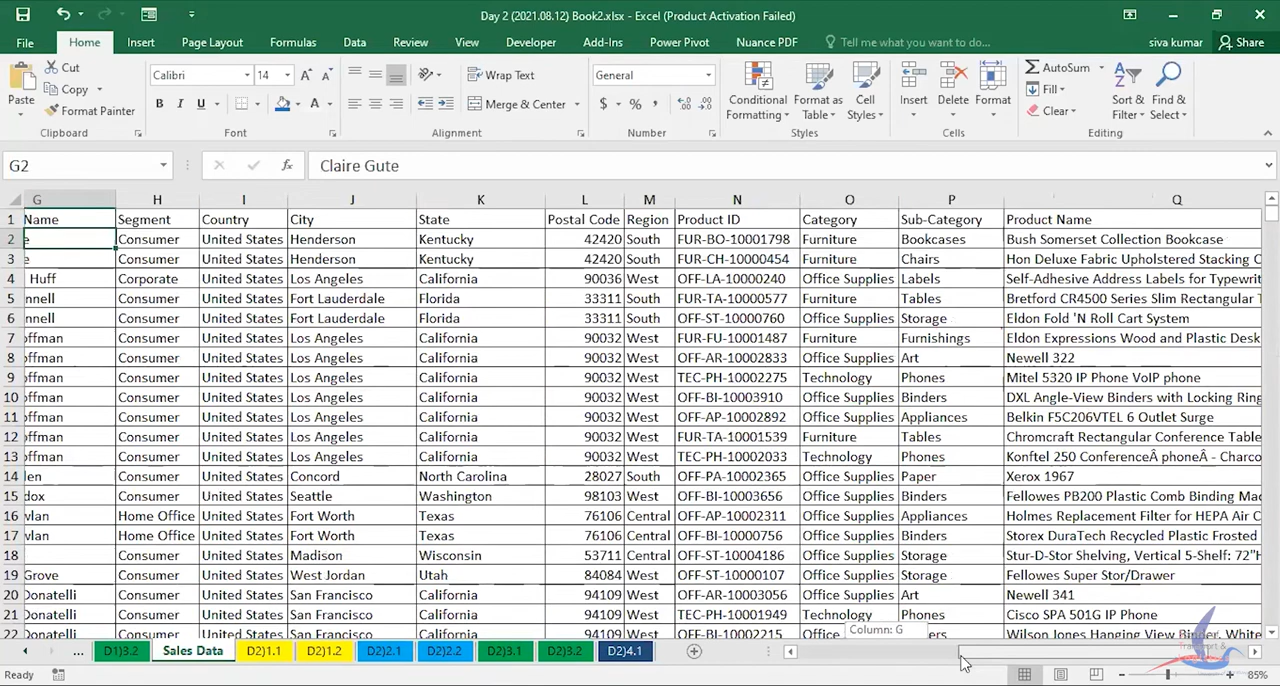 Day 2 (2021.08.12) Book2.xlsx - Excel (Product Activation Failed)
File Home Insert Page Layout Formulas Data Review View Developer Add-Ins Power Pivot Nuance PDF Tell me what you want to do... siva kumar Share
Cut Calibri 14 Wrap Text General AutoSum
Copy Fill
Paste Format Painter Merge & Center Conditional Formatting Format as Table Cell Styles Insert Delete Format Clear Sort & Filter Find & Select
Clipboard Font Alignment Number Styles Cells Editing
G2 fx Claire Gute
G H I J K L M N O P Q
1 Name Segment Country City State Postal Code Region Product ID Category Sub-Category Product Name
2 e Consumer United States Henderson Kentucky 42420 South FUR-BO-10001798 Furniture Bookcases Bush Somerset Collection Bookcase
3 e Consumer United States Henderson Kentucky 42420 South FUR-CH-10000454 Furniture Chairs Hon Deluxe Fabric Upholstered Stacking C
4 Huff Corporate United States Los Angeles California 90036 West OFF-LA-10000240 Office Supplies Labels Self-Adhesive Address Labels for Typewrit
5 nnell Consumer United States Fort Lauderdale Florida 33311 South FUR-TA-10000577 Furniture Tables Bretford CR4500 Series Slim Rectangular T
6 nnell Consumer United States Fort Lauderdale Florida 33311 South OFF-ST-10000760 Office Supplies Storage Eldon Fold 'N Roll Cart System
7 offman Consumer United States Los Angeles California 90032 West FUR-FU-10001487 Furniture Furnishings Eldon Expressions Wood and Plastic Desk
8 offman Consumer United States Los Angeles California 90032 West OFF-AR-10002833 Office Supplies Art Newell 322
9 offman Consumer United States Los Angeles California 90032 West TEC-PH-10002275 Technology Phones Mitel 5320 IP Phone VoIP phone
10 offman Consumer United States Los Angeles California 90032 West OFF-BI-10003910 Office Supplies Binders DXL Angle-View Binders with Locking Ring
11 offman Consumer United States Los Angeles California 90032 West OFF-AP-10002892 Office Supplies Appliances Belkin F5C206VTEL 6 Outlet Surge
12 offman Consumer United States Los Angeles California 90032 West FUR-TA-10001539 Furniture Tables Chromcraft Rectangular Conference Table
13 offman Consumer United States Los Angeles California 90032 West TEC-PH-10002033 Technology Phones Konftel 250 ConferenceÂ phoneÂ - Charco
14 len Consumer United States Concord North Carolina 28027 South OFF-PA-10002365 Office Supplies Paper Xerox 1967
15 dox Consumer United States Seattle Washington 98103 West OFF-BI-10003656 Office Supplies Binders Fellowes PB200 Plastic Comb Binding Mac
16 vlan Home Office United States Fort Worth Texas 76106 Central OFF-AP-10002311 Office Supplies Appliances Holmes Replacement Filter for HEPA Air C
17 vlan Home Office United States Fort Worth Texas 76106 Central OFF-BI-10000756 Office Supplies Binders Storex DuraTech Recycled Plastic Frosted
18 Consumer United States Madison Wisconsin 53711 Central OFF-ST-10004186 Office Supplies Storage Stur-D-Stor Shelving, Vertical 5-Shelf: 72"H
19 Grove Consumer United States West Jordan Utah 84084 West OFF-ST-10000107 Office Supplies Storage Fellowes Super Stor/Drawer
20 Donatelli Consumer United States San Francisco California 94109 West OFF-AR-10003056 Office Supplies Art Newell 341
21 Donatelli Consumer United States San Francisco California 94109 West TEC-PH-10001949 Technology Phones Cisco SPA 501G IP Phone
22 Donatelli Consumer United States San Francisco California 94109 West OFF-BI-10002215 Office Binders Wilson Jones Hanging View Binder, White
Column: G
... D1)3.2 Sales Data D2)1.1 D2)1.2 D2)2.1 D2)2.2 D2)3.1 D2)3.2 D2)4.1
Ready 85%